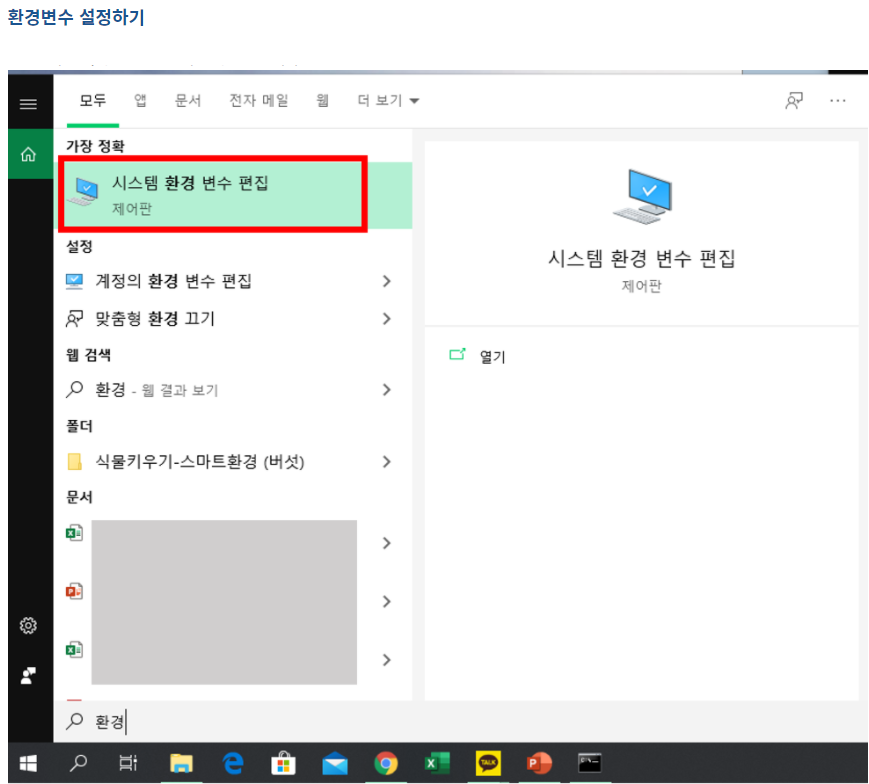 환경변수 설정하기
모두 앱 문서 전자 메일 웹 더 보기
가장 정확
시스템 환경 변수 편집
제어판
설정
계정의 환경 변수 편집
맞춤형 환경 끄기
웹 검색
환경 - 웹 결과 보기
폴더
식물키우기-스마트환경 (버섯)
문서
환경
시스템 환경 변수 편집
제어판
열기
TALK